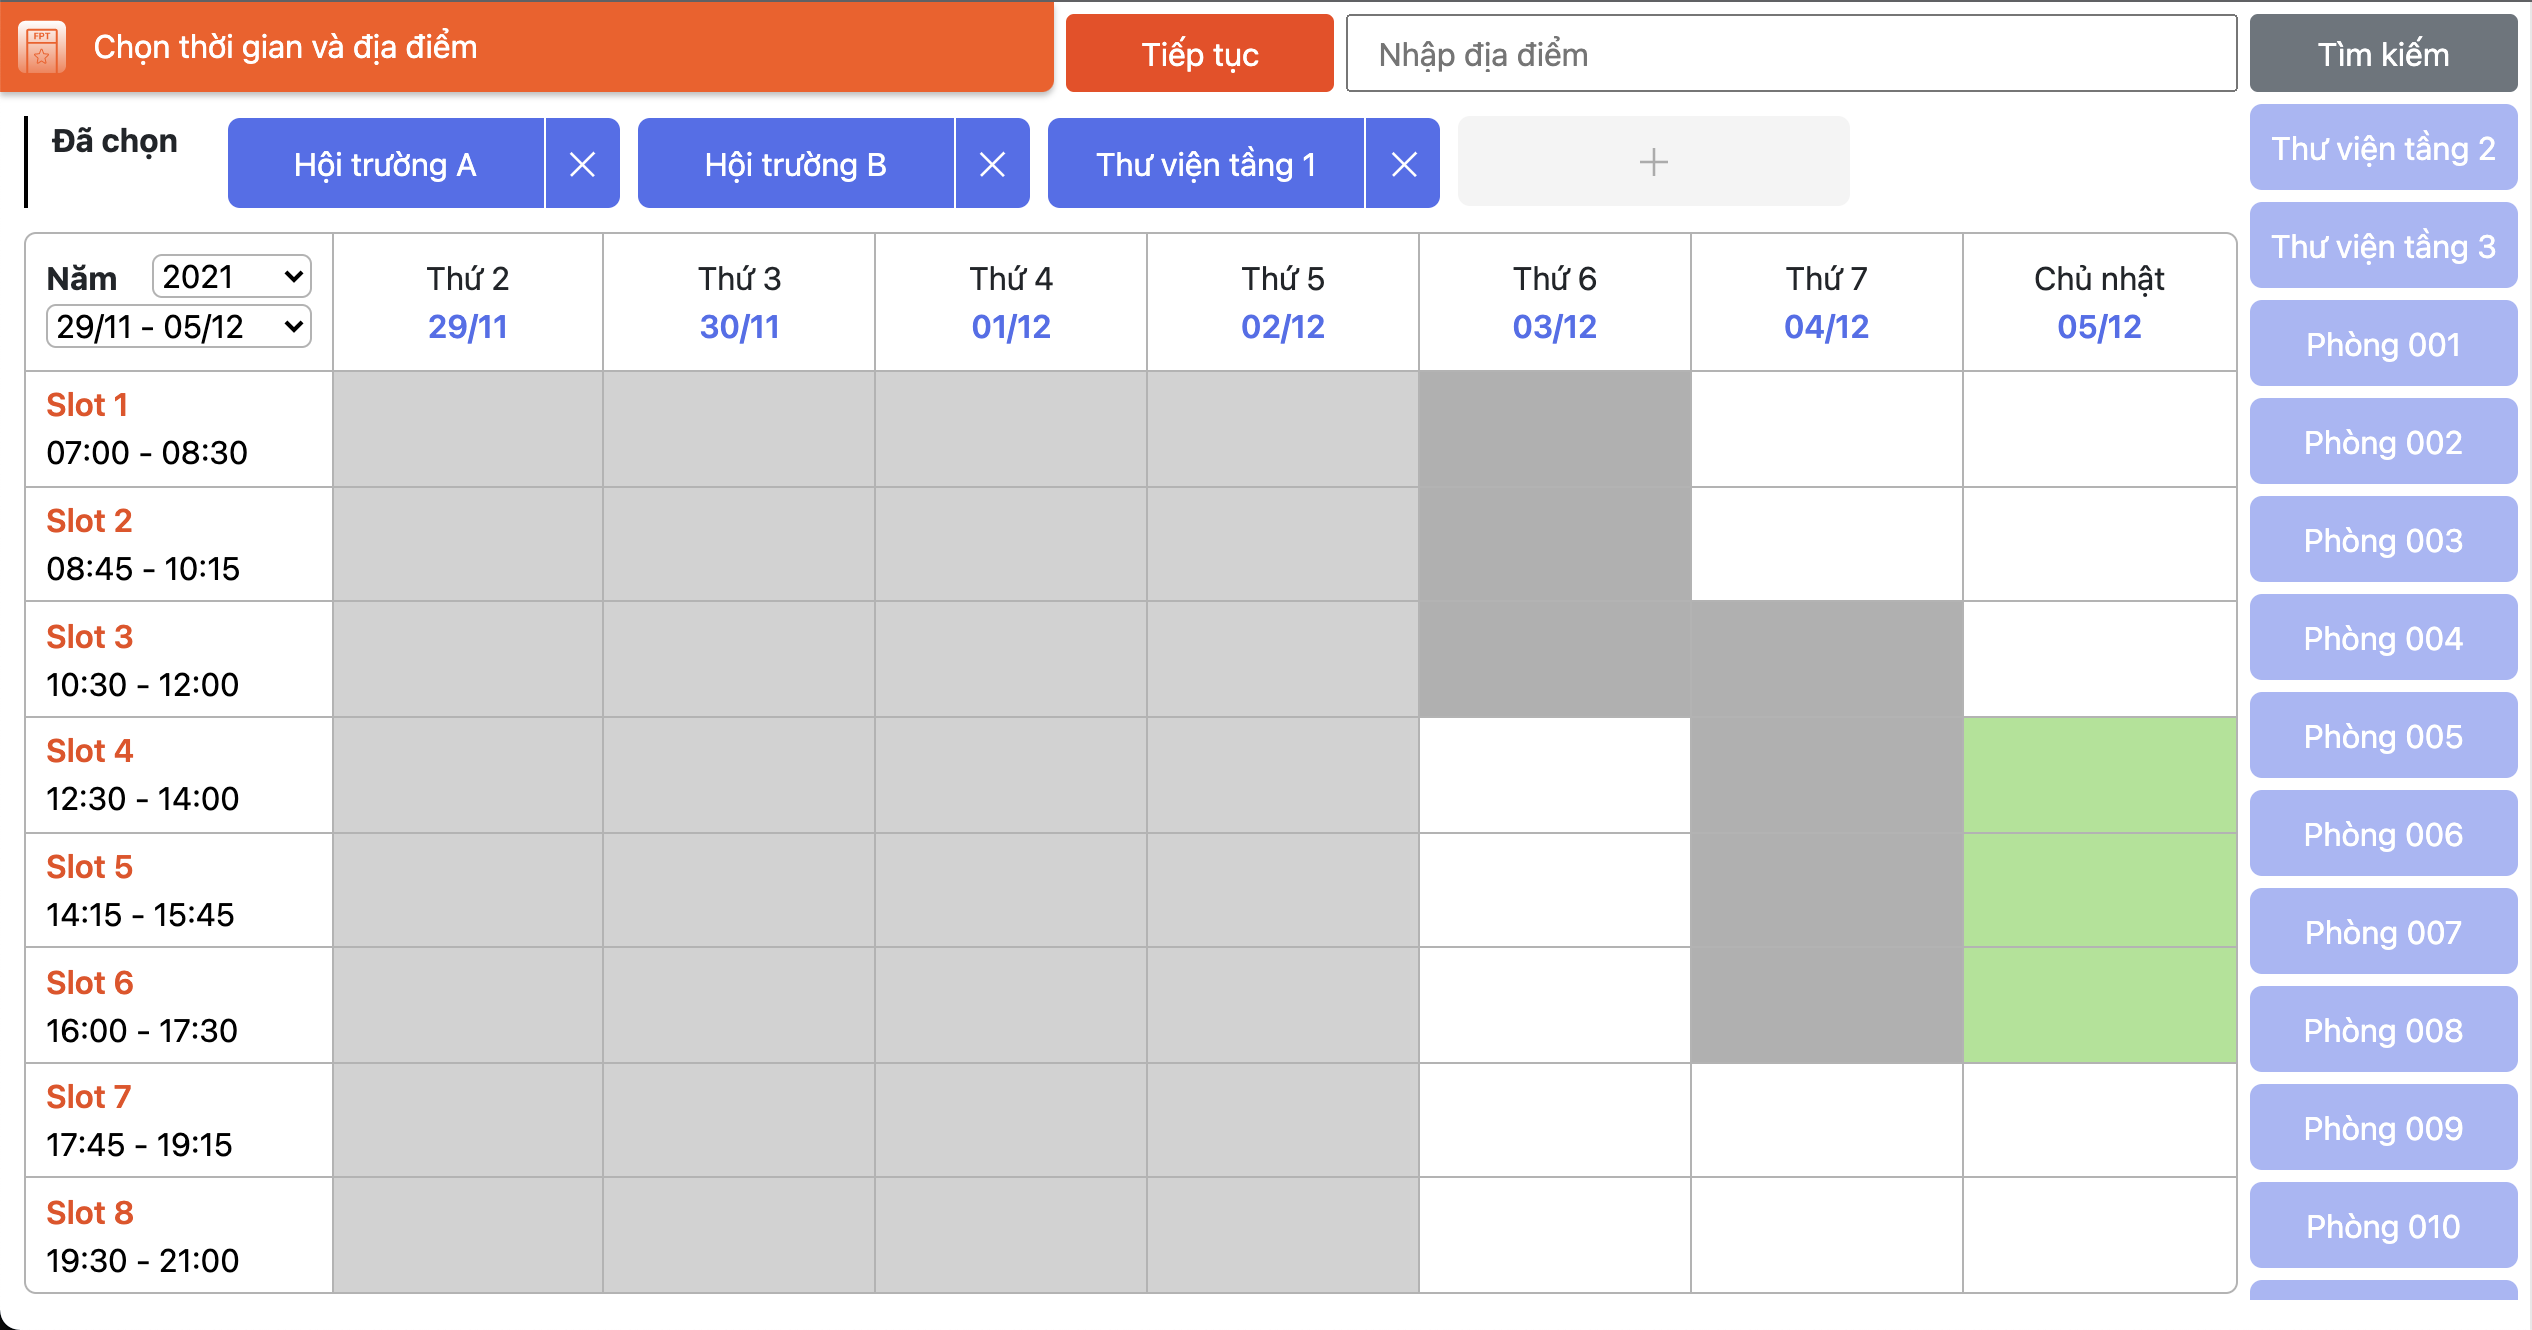 FPT
Chọn thời gian và địa điểm
Tiếp tục
Nhập địa điểm
Tìm kiếm
Đã chọn
Hội trường A
Hội trường B
Thư viện tầng 1
Năm 2021
29/11 - 05/12
Thứ 2
29/11
Thứ 3
30/11
Thứ 4
01/12
Thứ 5
02/12
Thứ 6
03/12
Thứ 7
04/12
Chủ nhật
05/12
Slot 1
07:00 - 08:30
Slot 2
08:45 - 10:15
Slot 3
10:30 - 12:00
Slot 4
12:30 - 14:00
Slot 5
14:15 - 15:45
Slot 6
16:00 - 17:30
Slot 7
17:45 - 19:15
Slot 8
19:30 - 21:00
Thư viện tầng 2
Thư viện tầng 3
Phòng 001
Phòng 002
Phòng 003
Phòng 004
Phòng 005
Phòng 006
Phòng 007
Phòng 008
Phòng 009
Phòng 010